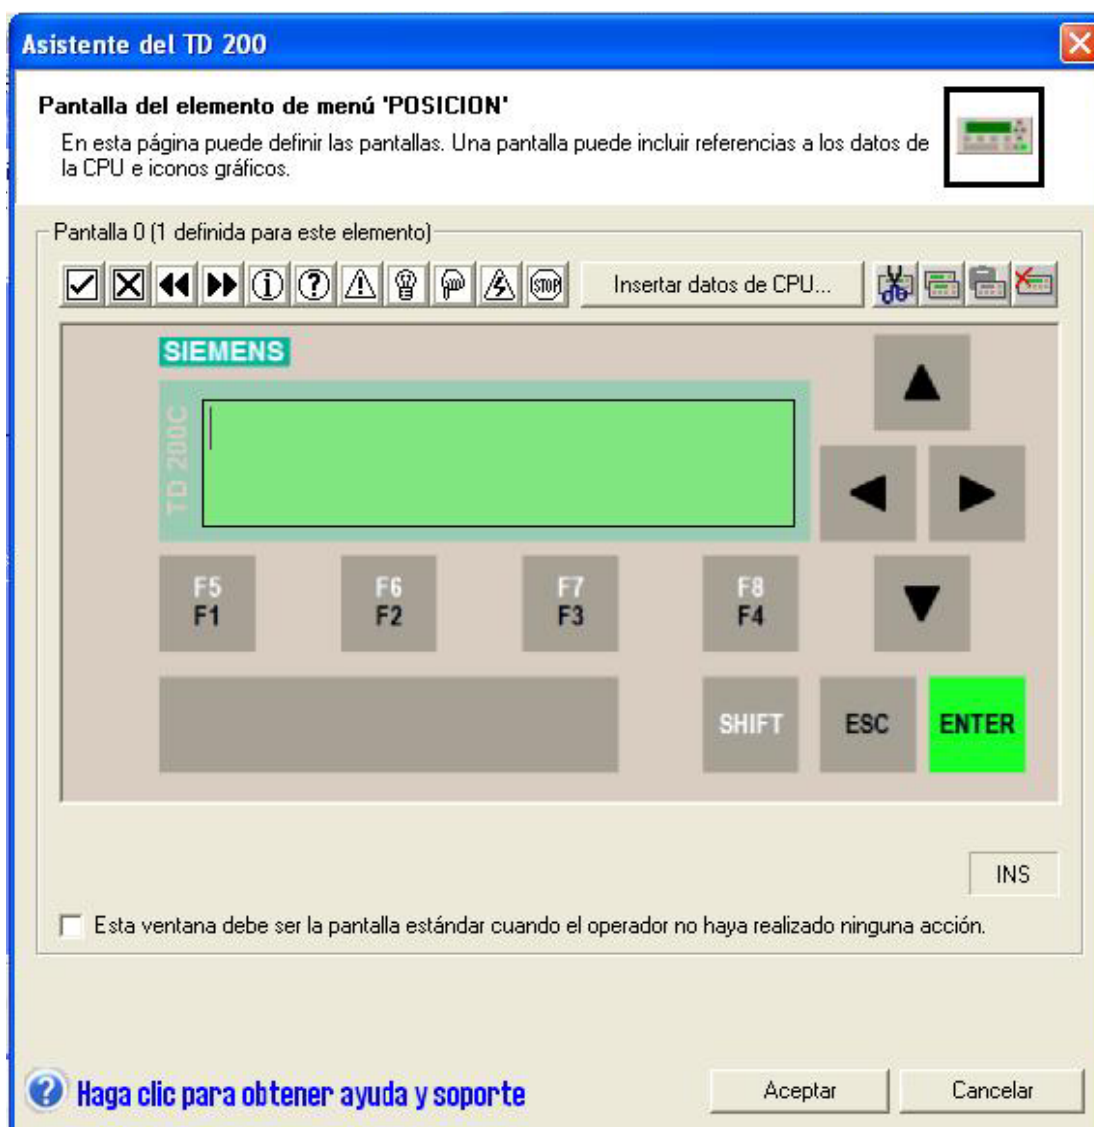 Asistente del TD 200
Pantalla del elemento de menú 'POSICION'
En esta página puede definir las pantallas. Una pantalla puede incluir referencias a los datos de
la CPU e iconos gráficos.
Pantalla 0 (1 definida para este elemento)
STOP
Insertar datos de CPU...
SIEMENS
TD 200C
F5 F6 F7 F8
F1 F2 F3 F4
SHIFT ESC ENTER
INS
Esta ventana debe ser la pantalla estándar cuando el operador no haya realizado ninguna acción.
Haga clic para obtener ayuda y soporte
Aceptar Cancelar